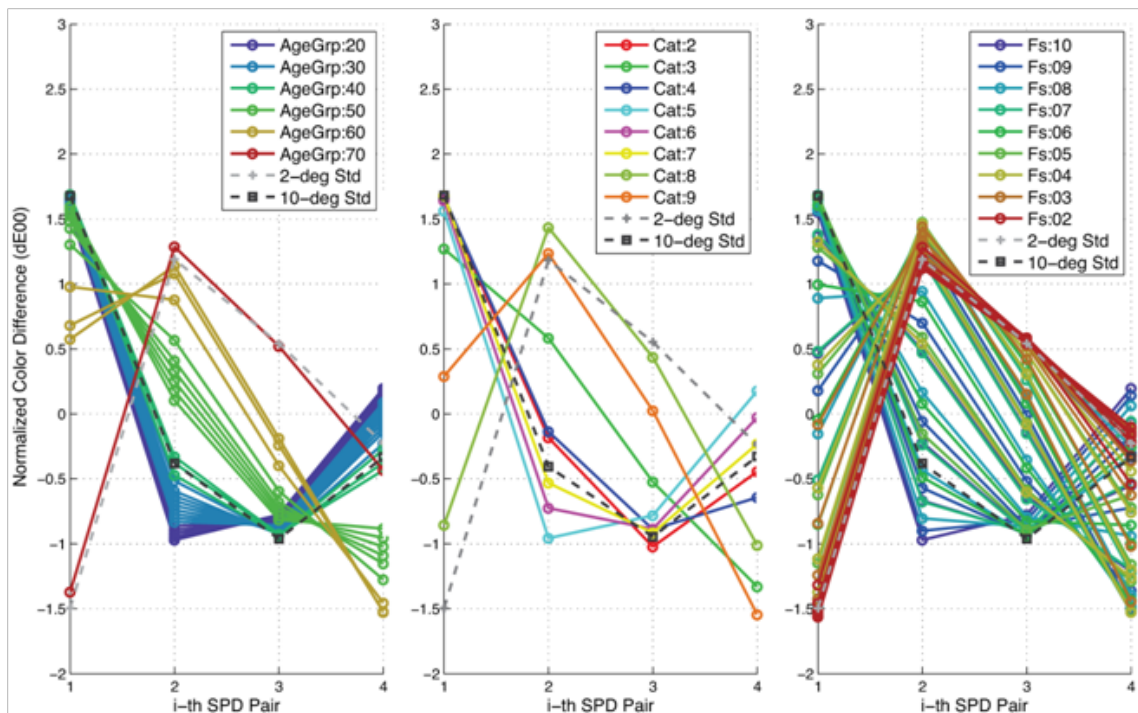 Normalized Color Difference (dE00)
3
2.5
2
1.5
1
0.5
0
−0.5
−1
−1.5
−2
1 2 3 4
i−th SPD Pair
AgeGrp:20
AgeGrp:30
AgeGrp:40
AgeGrp:50
AgeGrp:60
AgeGrp:70
2−deg Std
10−deg Std
3
2.5
2
1.5
1
0.5
0
−0.5
−1
−1.5
−2
1 2 3 4
i−th SPD Pair
Cat:2
Cat:3
Cat:4
Cat:5
Cat:6
Cat:7
Cat:8
Cat:9
2−deg Std
10−deg Std
3
2.5
2
1.5
1
0.5
0
−0.5
−1
−1.5
−2
1 2 3 4
i−th SPD Pair
Fs:10
Fs:09
Fs:08
Fs:07
Fs:06
Fs:05
Fs:04
Fs:03
Fs:02
2−deg Std
10−deg Std